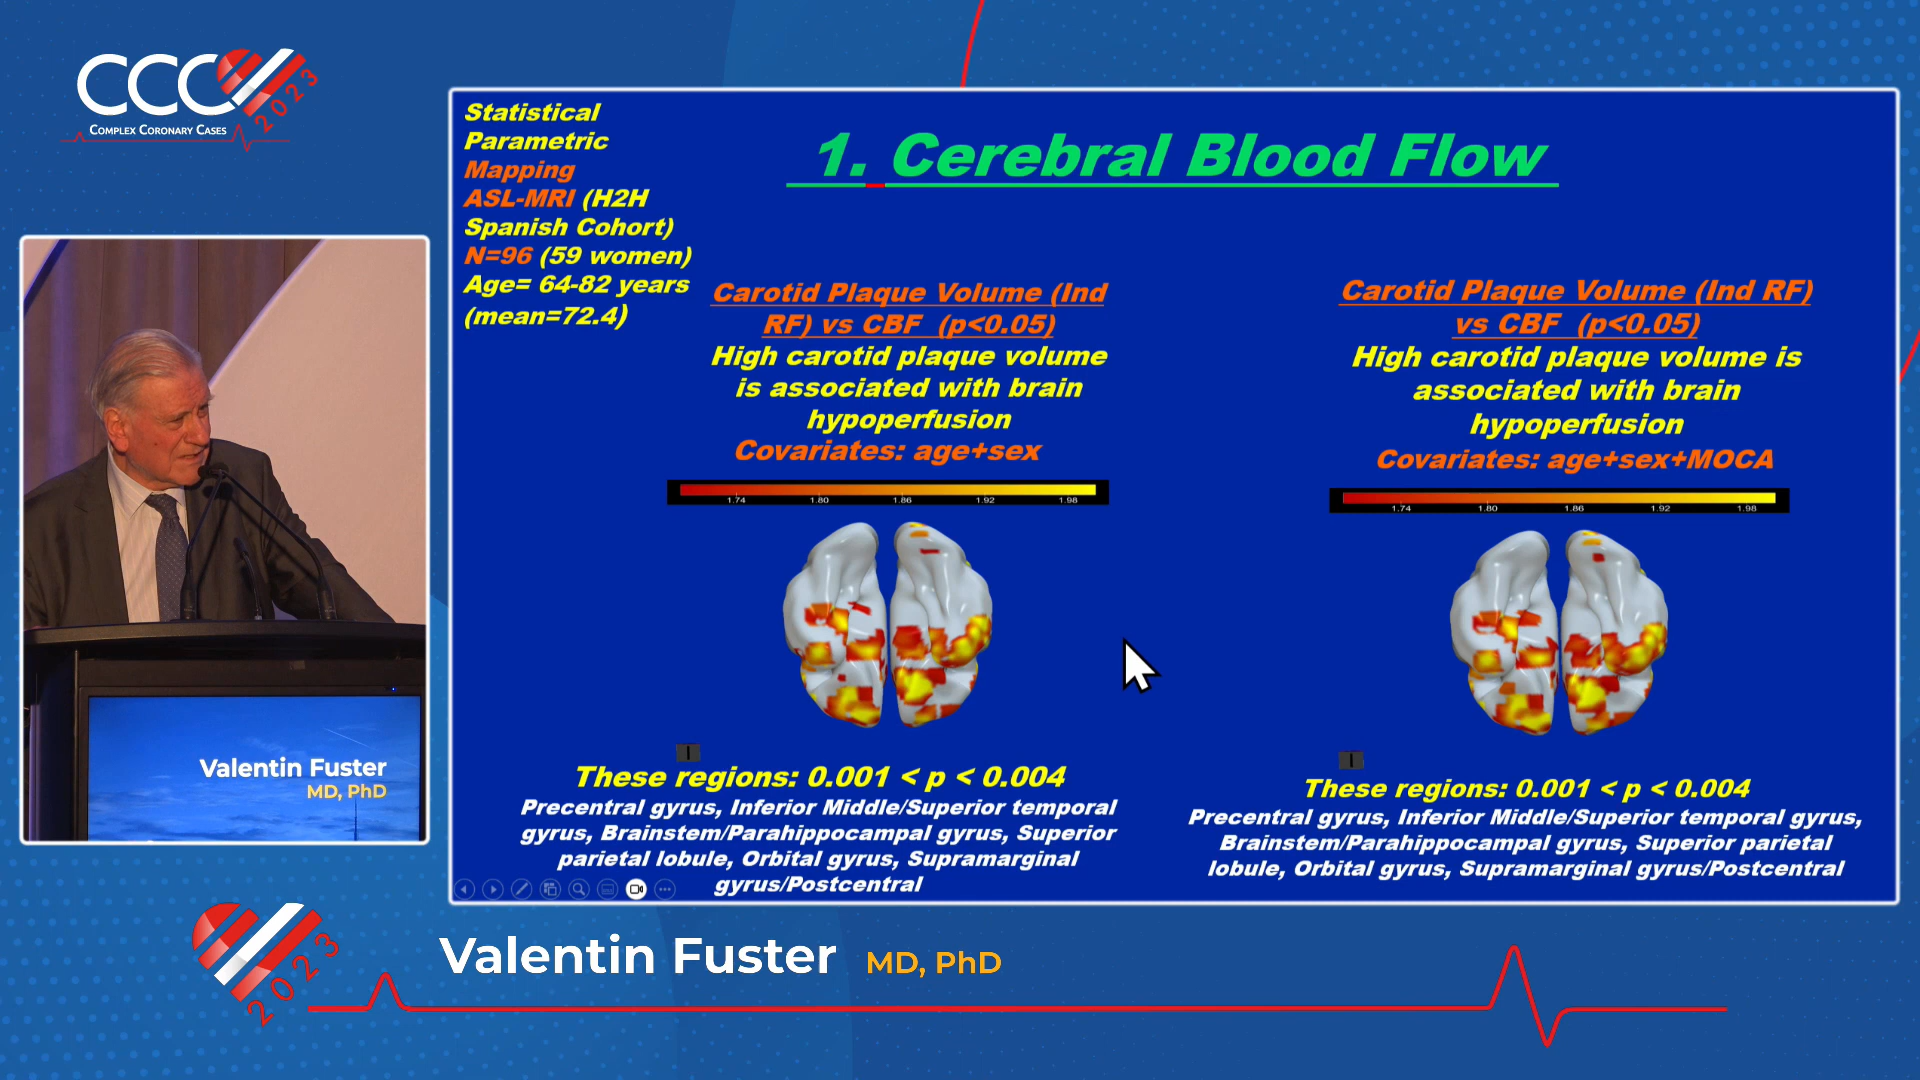 CCC
2023
COMPLEX CORONARY CASES
Statistical
Parametric
Mapping
ASL-MRI (H2H
Spanish Cohort)
N=96 (59 women)
Age= 64-82 years
(mean=72.4)
1. Cerebral Blood Flow
Carotid Plaque Volume (Ind
RF) vs CBF (p<0.05)
High carotid plaque volume
is associated with brain
hypoperfusion
Covariates: age+sex
1.74 1.80 1.86 1.92 1.98
These regions: 0.001 < p < 0.004
Precentral gyrus, Inferior Middle/Superior temporal
gyrus, Brainstem/Parahippocampal gyrus, Superior
parietal lobule, Orbital gyrus, Supramarginal
gyrus/Postcentral
Carotid Plaque Volume (Ind RF)
vs CBF (p<0.05)
High carotid plaque volume is
associated with brain
hypoperfusion
Covariates: age+sex+MOCA
1.74 1.80 1.86 1.92 1.98
These regions: 0.001 < p < 0.004
Precentral gyrus, Inferior Middle/Superior temporal gyrus,
Brainstem/Parahippocampal gyrus, Superior parietal
lobule, Orbital gyrus, Supramarginal gyrus/Postcentral
Valentin Fuster
MD, PhD
2023
Valentin Fuster MD, PhD